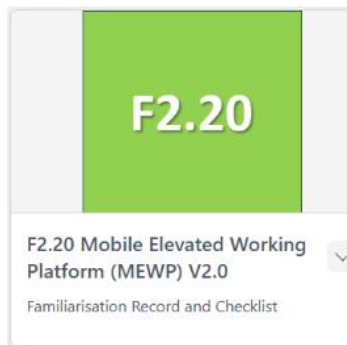 F2.20
F2.20 Mobile Elevated Working
Platform (MEWP) V2.0
Familiarisation Record and Checklist